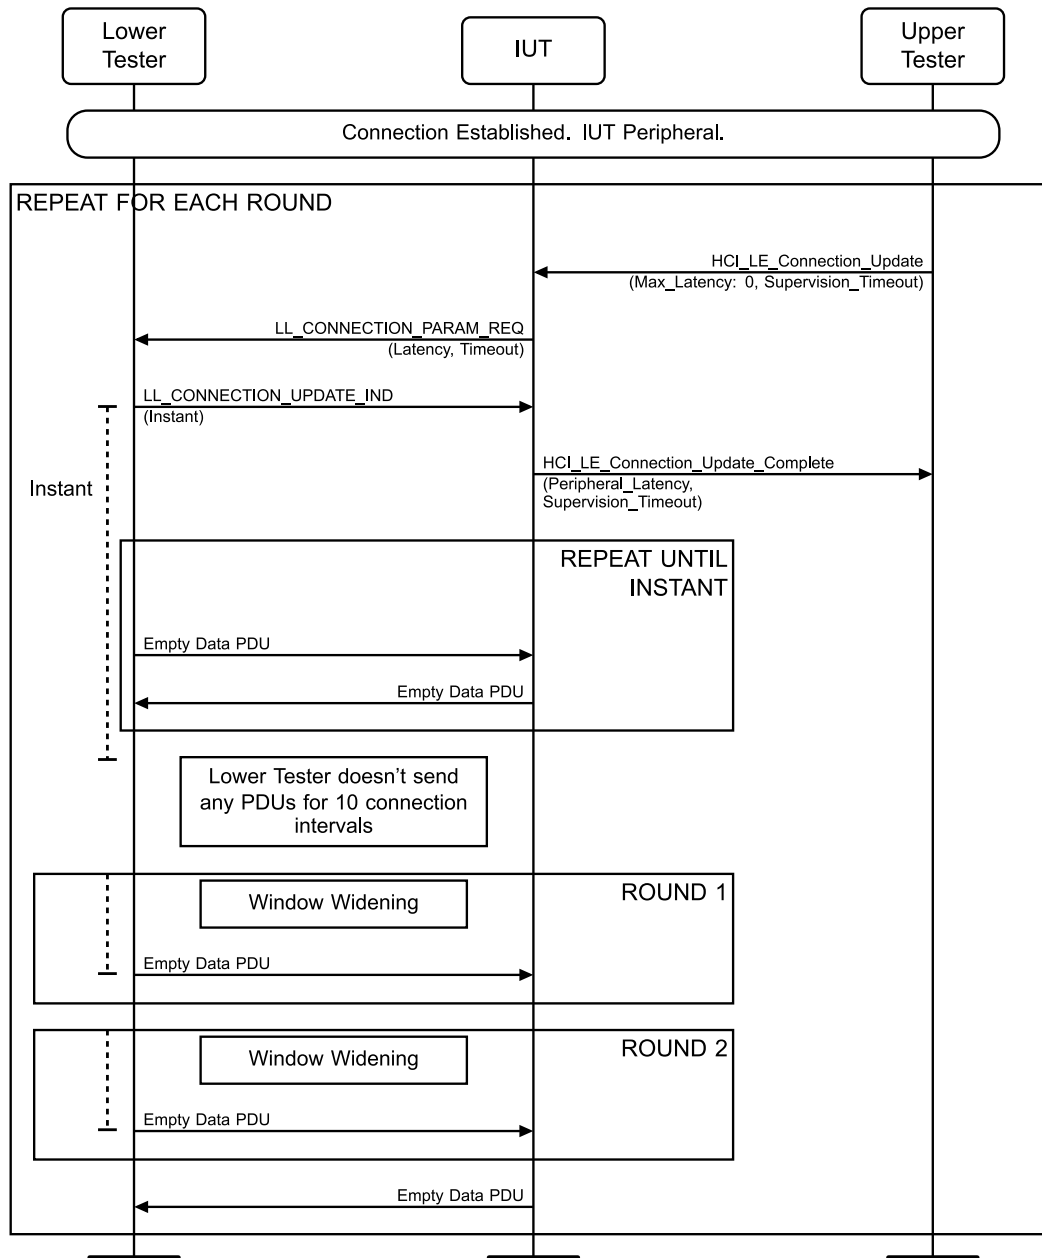 Lower
Tester
IUT
Upper
Tester
Connection Established. IUT Peripheral.
REPEAT FOR EACH ROUND
HCI_LE_Connection_Update
(Max_Latency: 0, Supervision_Timeout)
LL_CONNECTION_PARAM_REQ
(Latency, Timeout)
LL_CONNECTION_UPDATE_IND
(Instant)
HCI_LE_Connection_Update_Complete
(Peripheral_Latency,
Supervision_Timeout)
Instant
REPEAT UNTIL
INSTANT
Empty Data PDU
Empty Data PDU
Lower Tester doesn't send
any PDUs for 10 connection
intervals
ROUND 1
Window Widening
Empty Data PDU
ROUND 2
Window Widening
Empty Data PDU
Empty Data PDU